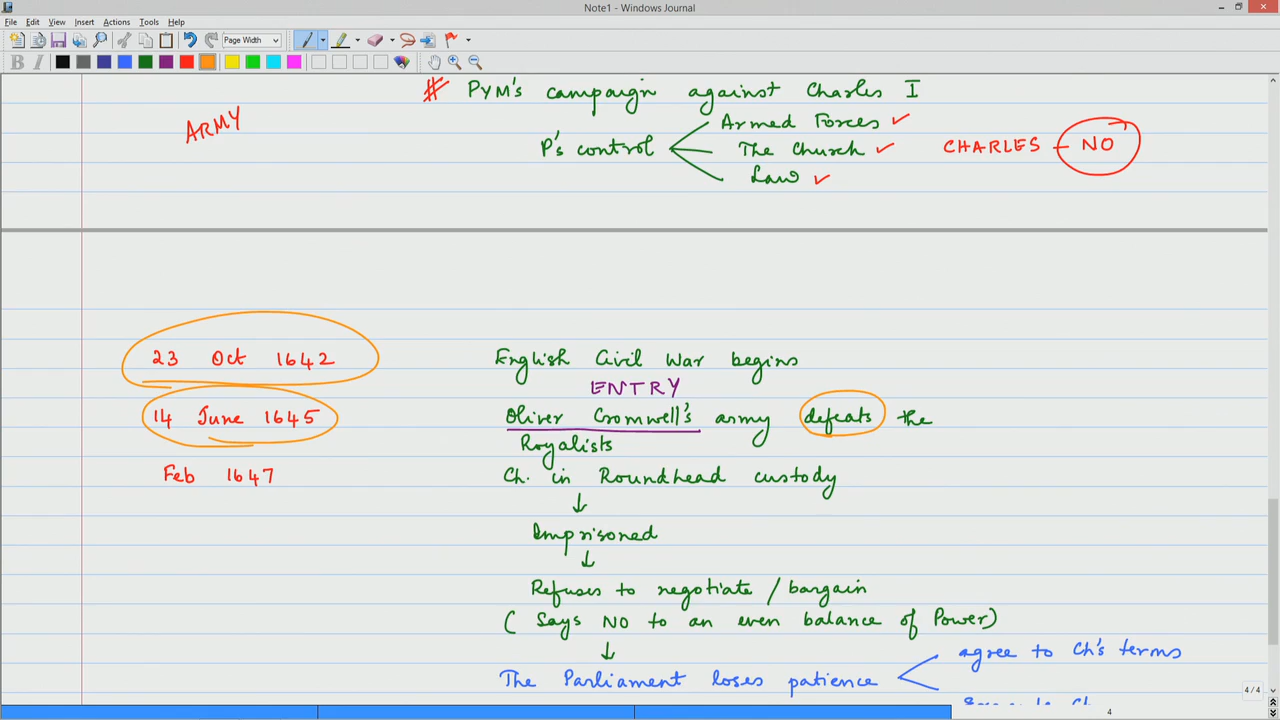 Note1 - Windows Journal
File Edit View Insert Actions Tools Help
Page Width
B I
# PYM's campaign against Charles I
ARMY
Armed Forces ✓
P's control The Church ✓ CHARLES – NO
Law ✓
23 Oct 1642 English Civil War begins
ENTRY
14 June 1645 Oliver Cromwell's army defeats the
Royalists
Feb 1647 Ch. in Roundhead custody
↓
Imprisoned
↓
Refuses to negotiate / bargain
( Says NO to an even balance of Power)
↓
agree to Ch's terms
The Parliament loses patience
4/4
4